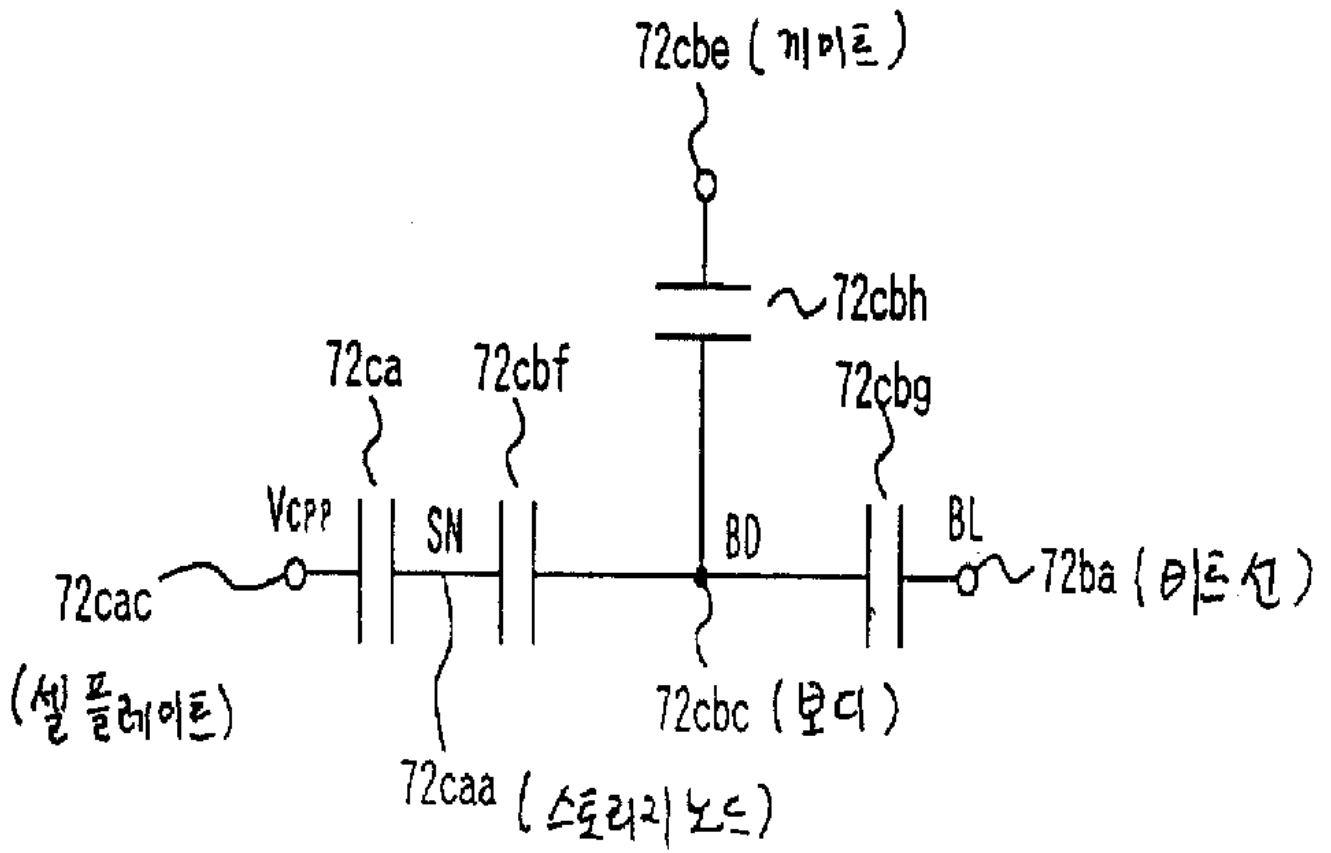 72cbe (게이트)
72cbh
72ca
72cbf
72cbg
VCPP
SN
BD
BL
72cac
72ba (비트선)
(셀 플레이트)
72cbc (보디)
72caa (스토리지 노드)